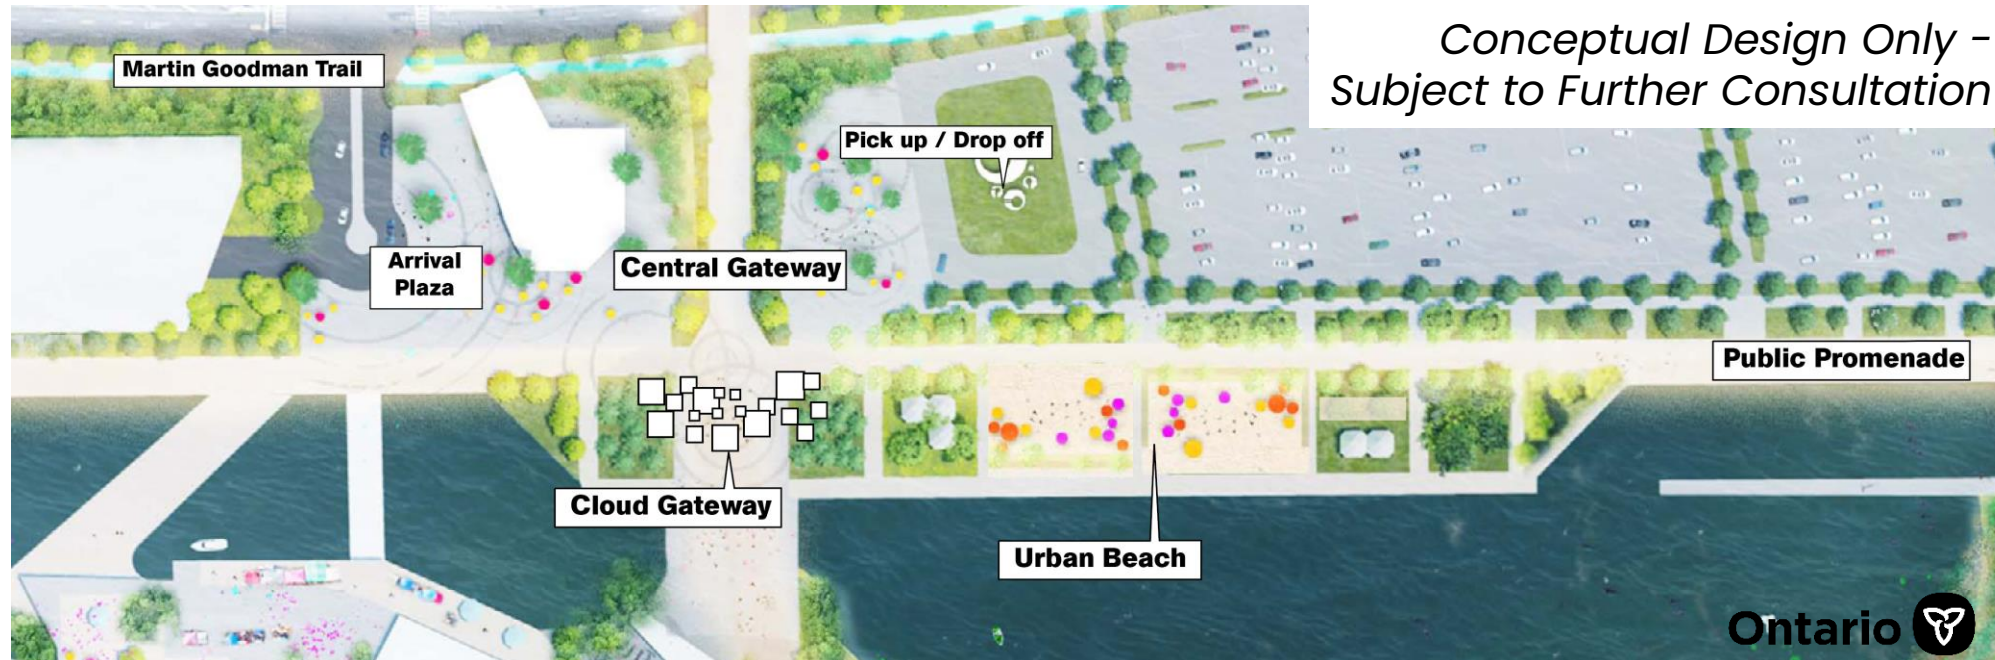 Conceptual Design Only -
Subject to Further Consultation
Martin Goodman Trail
Pick up / Drop off
Arrival
Plaza
Central Gateway
Public Promenade
Cloud Gateway
Urban Beach
Ontario